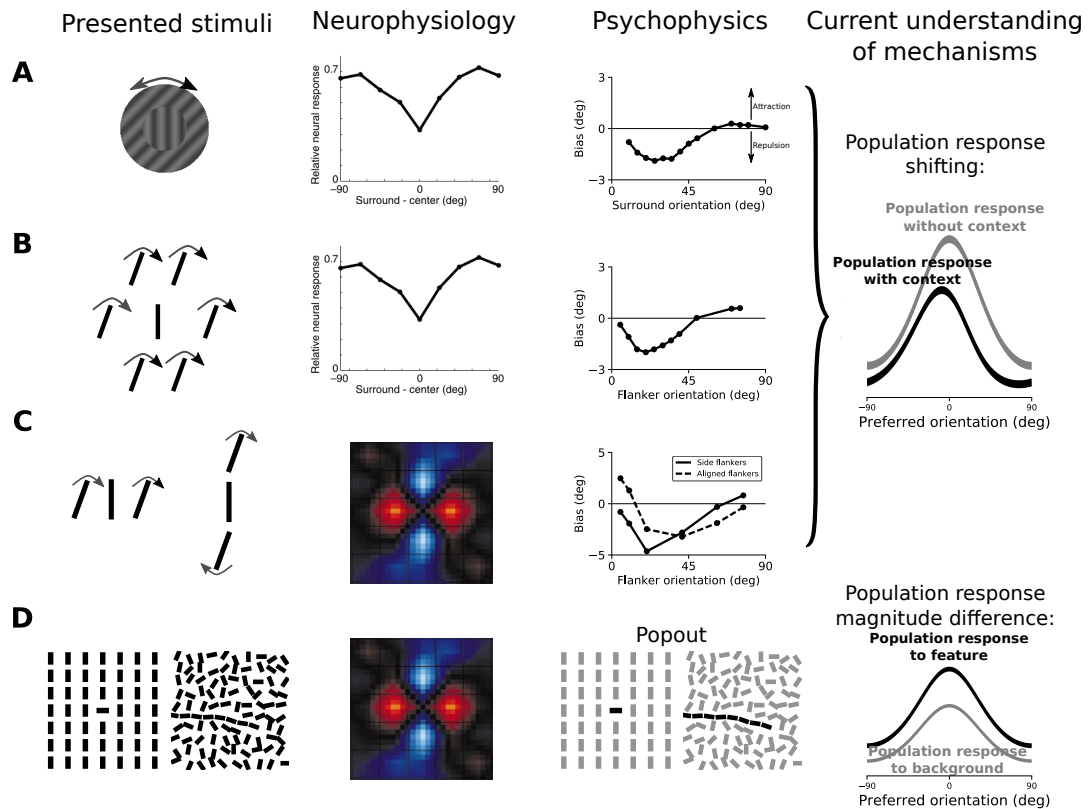 Presented stimuli
Neurophysiology
Psychophysics
Current understanding
of mechanisms
A
Relative neural response
0.7
0
−90
0
90
Surround - center (deg)
Bias (deg)
3
0
−3
Attraction
Repulsion
0
45
90
Surround orientation (deg)
Population response
shifting:
Population response
without context
Population response
with context
−90
90
Preferred orientation (deg)
B
Relative neural response
0.7
0
−90
0
90
Surround - center (deg)
Bias (deg)
3
0
−3
0
45
90
Flanker orientation (deg)
C
Bias (deg)
5
0
−5
Side flankers
Aligned flankers
0
45
90
Flanker orientation (deg)
D
Popout
Population response
magnitude difference:
Population response
to feature
Population response
to background
−90
90
Preferred orientation (deg)